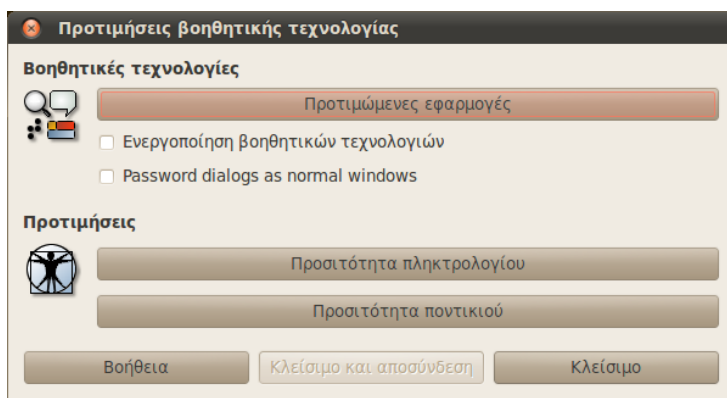 Προτιμήσεις βοηθητικής τεχνολογίας
Βοηθητικές τεχνολογίες
Προτιμώμενες εφαρμογές
Ενεργοποίηση βοηθητικών τεχνολογιών
Password dialogs as normal windows
Προτιμήσεις
Προσιτότητα πληκτρολογίου
Προσιτότητα ποντικιού
Βοήθεια Κλείσιμο και αποσύνδεση Κλείσιμο